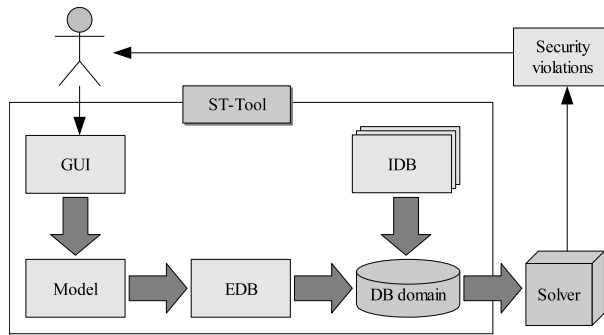 Security
violations
ST-Tool
GUI
IDB
Model
EDB
DB domain
Solver